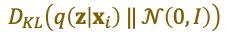 D_{KL}(q(𝐳|𝐱_i) ∥ 𝒩(0, I))